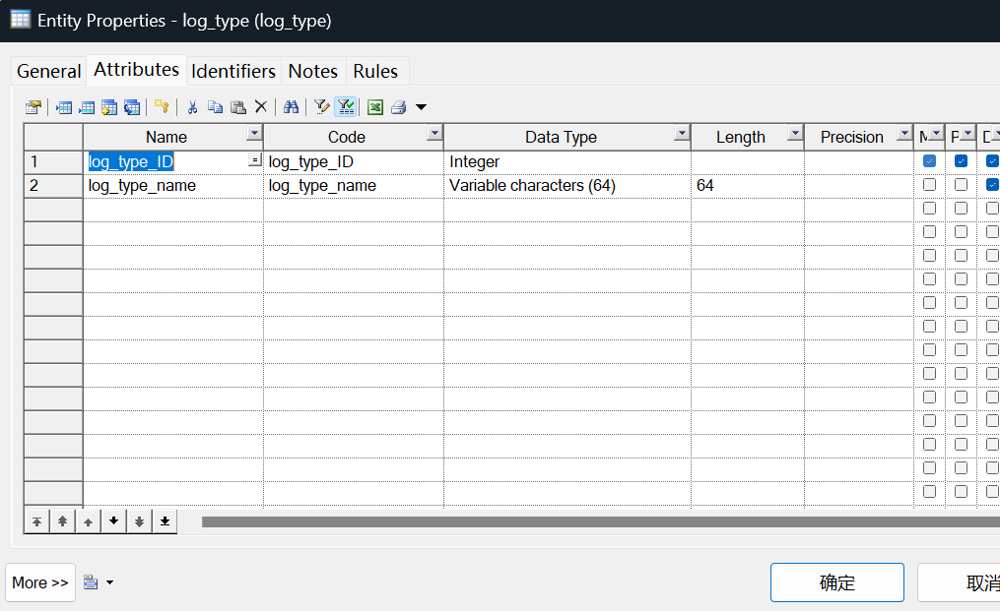 Entity Properties - log_type (log_type)
General Attributes Identifiers Notes Rules
Name Code Data Type Length Precision M P D
1 log_type_ID = log_type_ID Integer
2 log_type_name log_type_name Variable characters (64) 64
More >> 确定 取消